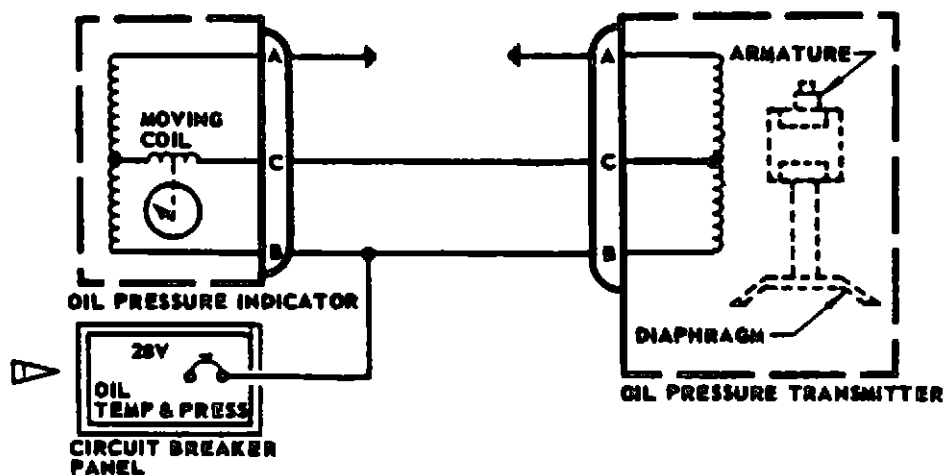 A
A
ARMATURE
MOVING
COIL
C
C
B
B
OIL PRESSURE INDICATOR
DIAPHRAGM
28V
OIL
TEMP & PRESS
OIL PRESSURE TRANSMITTER
CIRCUIT BREAKER
PANEL